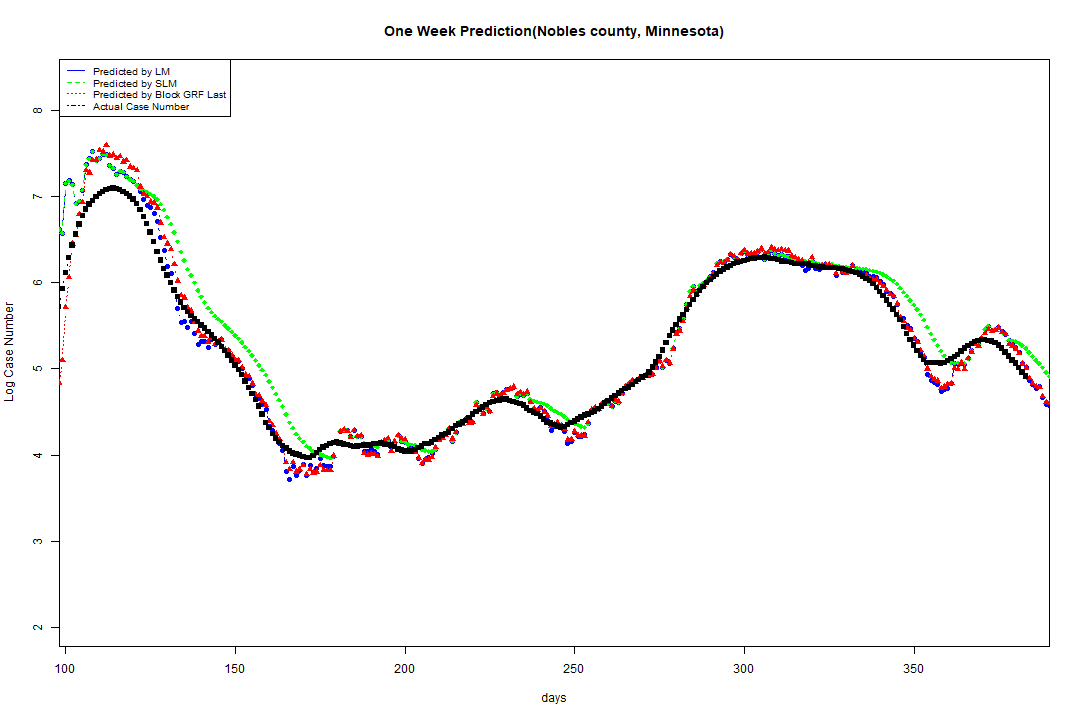 One Week Prediction(Nobles county, Minnesota)
Predicted by LM
Predicted by SLM
Predicted by Block GRF Last
Actual Case Number
Log Case Number
8
7
6
5
4
3
2
100 150 200 250 300 350
days